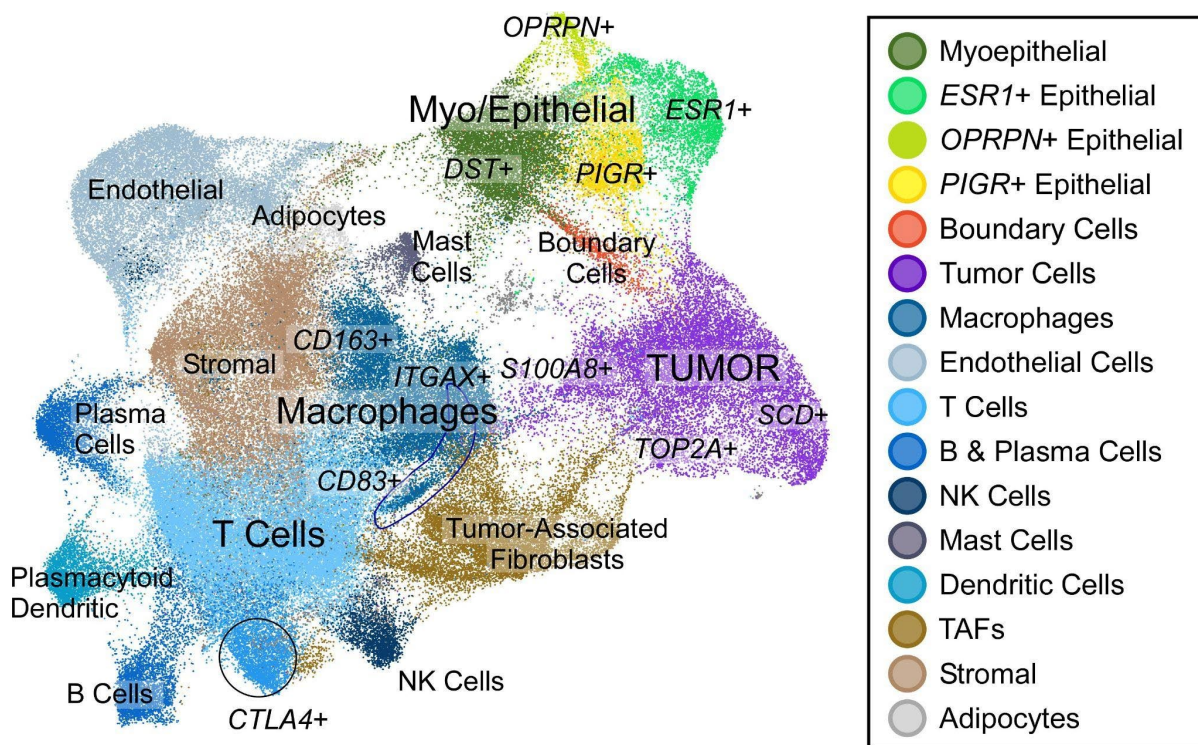 OPRPN+
Myo/Epithelial
ESR1+
DST+
PIGR+
Endothelial
Adipocytes
Mast
Cells
Boundary
Cells
Stromal
CD163+
ITGAX+
S100A8+
TUMOR
Macrophages
SCD+
Plasma
Cells
TOP2A+
CD83+
T Cells
Tumor-Associated
Fibroblasts
Plasmacytoid
Dendritic
B Cells
NK Cells
CTLA4+
Myoepithelial
ESR1+ Epithelial
OPRPN+ Epithelial
PIGR+ Epithelial
Boundary Cells
Tumor Cells
Macrophages
Endothelial Cells
T Cells
B & Plasma Cells
NK Cells
Mast Cells
Dendritic Cells
TAFs
Stromal
Adipocytes